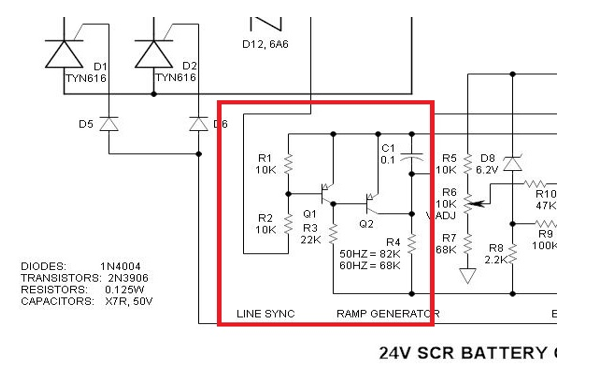 D1
TYN616
D2
TYN616
D12, 6A6
D5
D6
R1
10K
R2
10K
Q1
R3
22K
Q2
C1
0.1
R4
50HZ = 82K
60HZ = 68K
R5
10K
D8
6.2V
R6
10K
V ADJ
R7
68K
R8
2.2K
R10
47K
R9
100K
DIODES: 1N4004
TRANSISTORS: 2N3906
RESISTORS: 0.125W
CAPACITORS: X7R, 50V
LINE SYNC
RAMP GENERATOR
24V SCR BATTERY